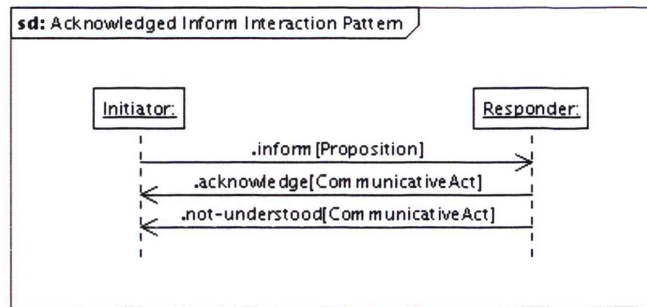 sd: Acknowledged Inform Interaction Pattern
Initiator: Responder:
.inform[Proposition]
.acknowledge[CommunicativeAct]
.not-understood[CommunicativeAct]